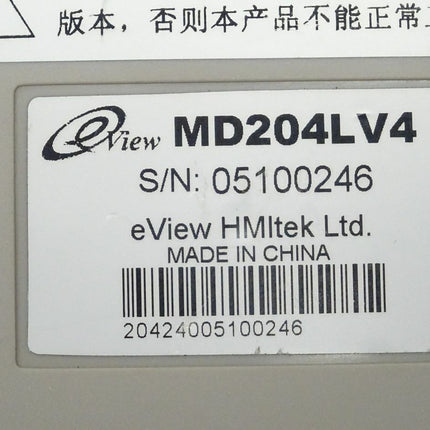 版本，否则本产品不能正常
eView MD204LV4
S/N: 05100246
eView HMItek Ltd.
MADE IN CHINA
20424005100246